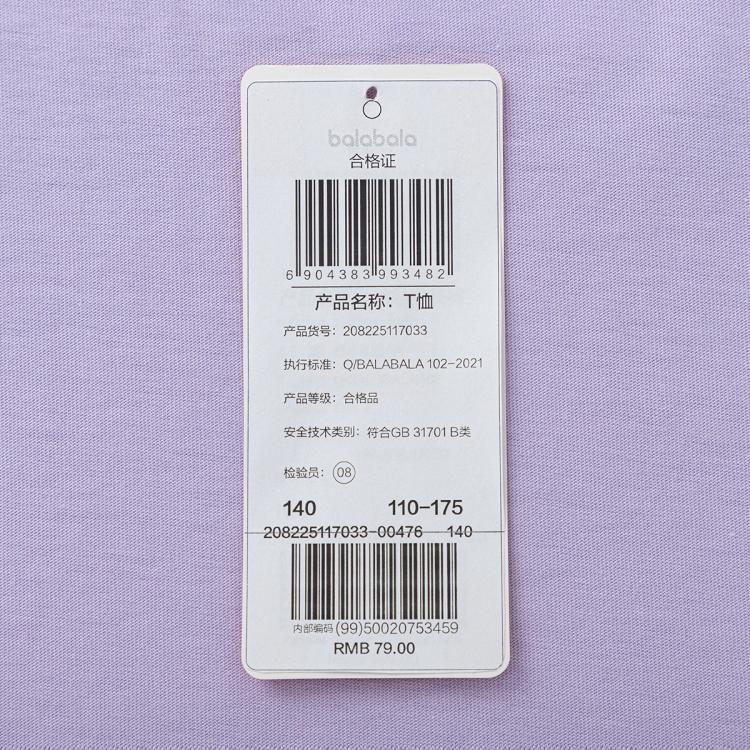 balabala
合格证
6 904383 993482
产品名称：T恤
产品货号：208225117033
执行标准：Q/BALABALA 102-2021
产品等级：合格品
安全技术类别：符合GB 31701 B类
检验员：08
140 110-175
208225117033-00476 140
内部编码 (99)50020753459
RMB 79.00